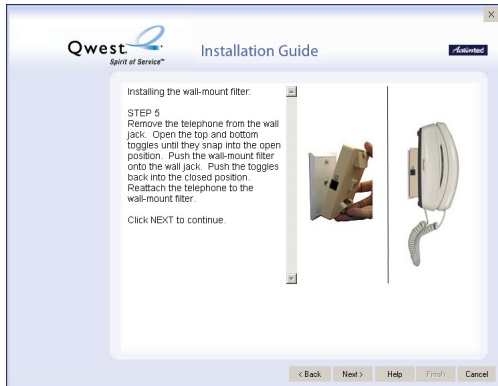 X
Qwest.
Spirit of Service™
Installation Guide
Actiontec
Installing the wall-mount filter:
STEP 5
Remove the telephone from the wall
jack. Open the top and bottom
toggles until they snap into the open
position. Push the wall-mount filter
onto the wall jack. Push the toggles
back into the closed position.
Reattach the telephone to the
wall-mount filter.
Click NEXT to continue.
< Back Next > Help Finish Cancel